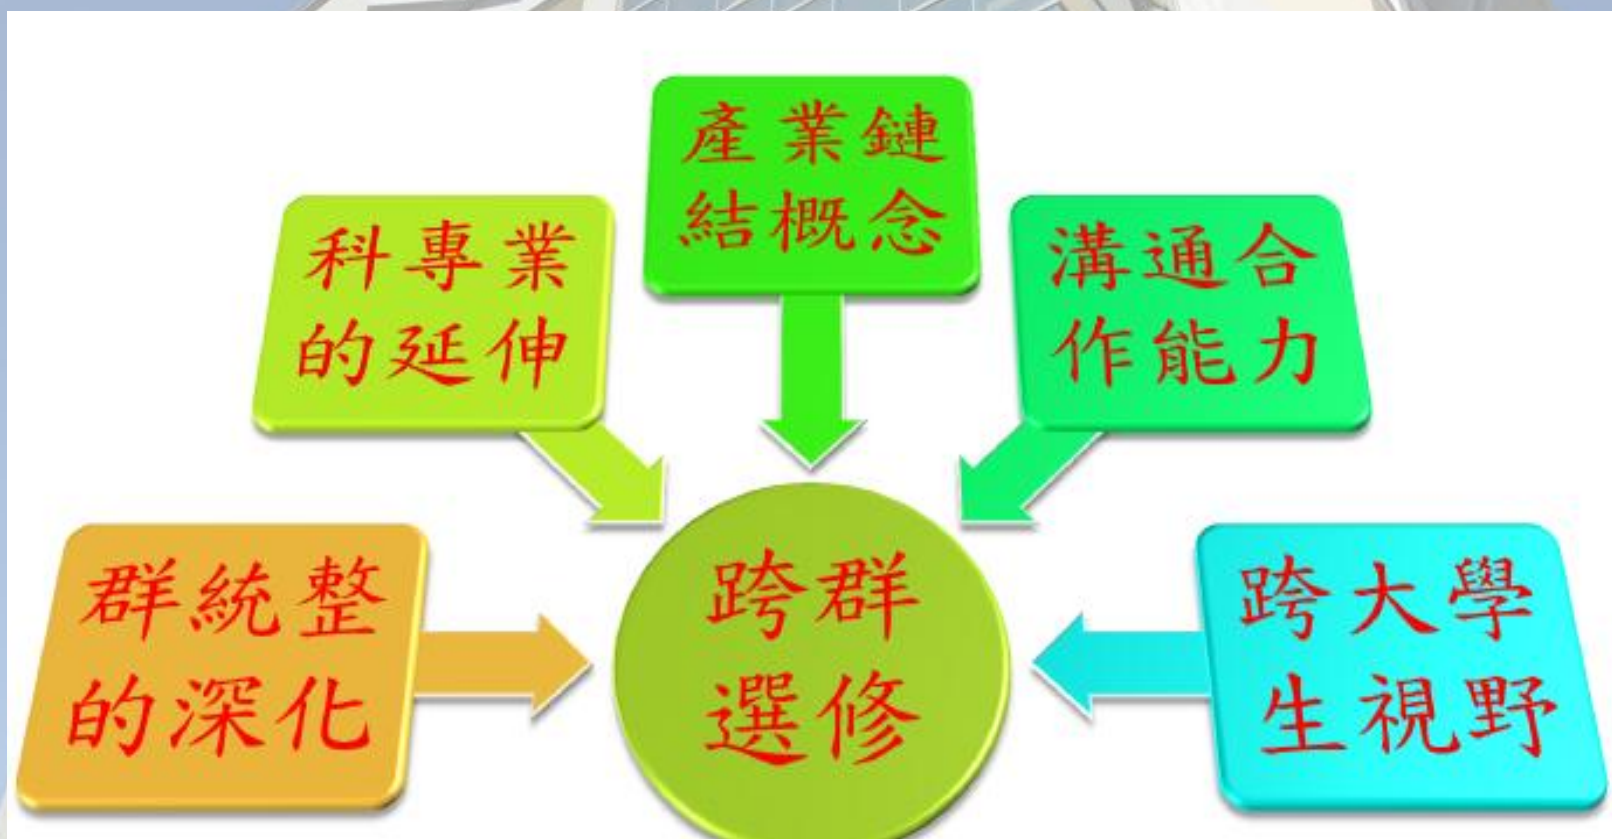 產業鏈
結概念
科專業
的延伸
溝通合
作能力
群統整
的深化
跨群
選修
跨大學
生視野